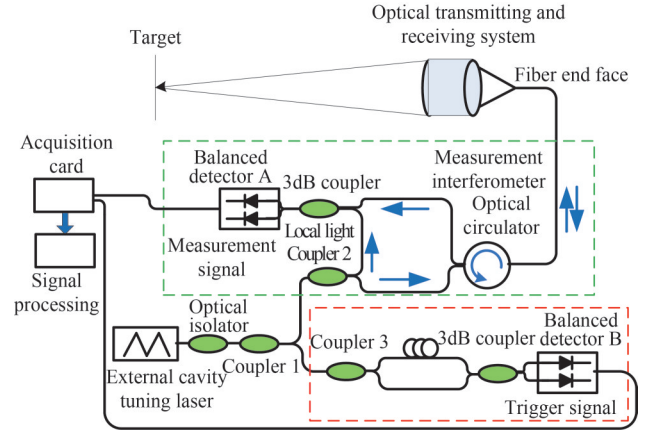 Optical transmitting and
receiving system
Target
Fiber end face
Acquisition
card
Balanced
detector A
3dB coupler
Measurement
interferometer
Optical
circulator
Local light
Coupler 2
Measurement
signal
Signal
processing
Optical
isolator
Coupler 1
External cavity
tuning laser
Coupler 3
3dB coupler
Balanced
detector B
Trigger signal